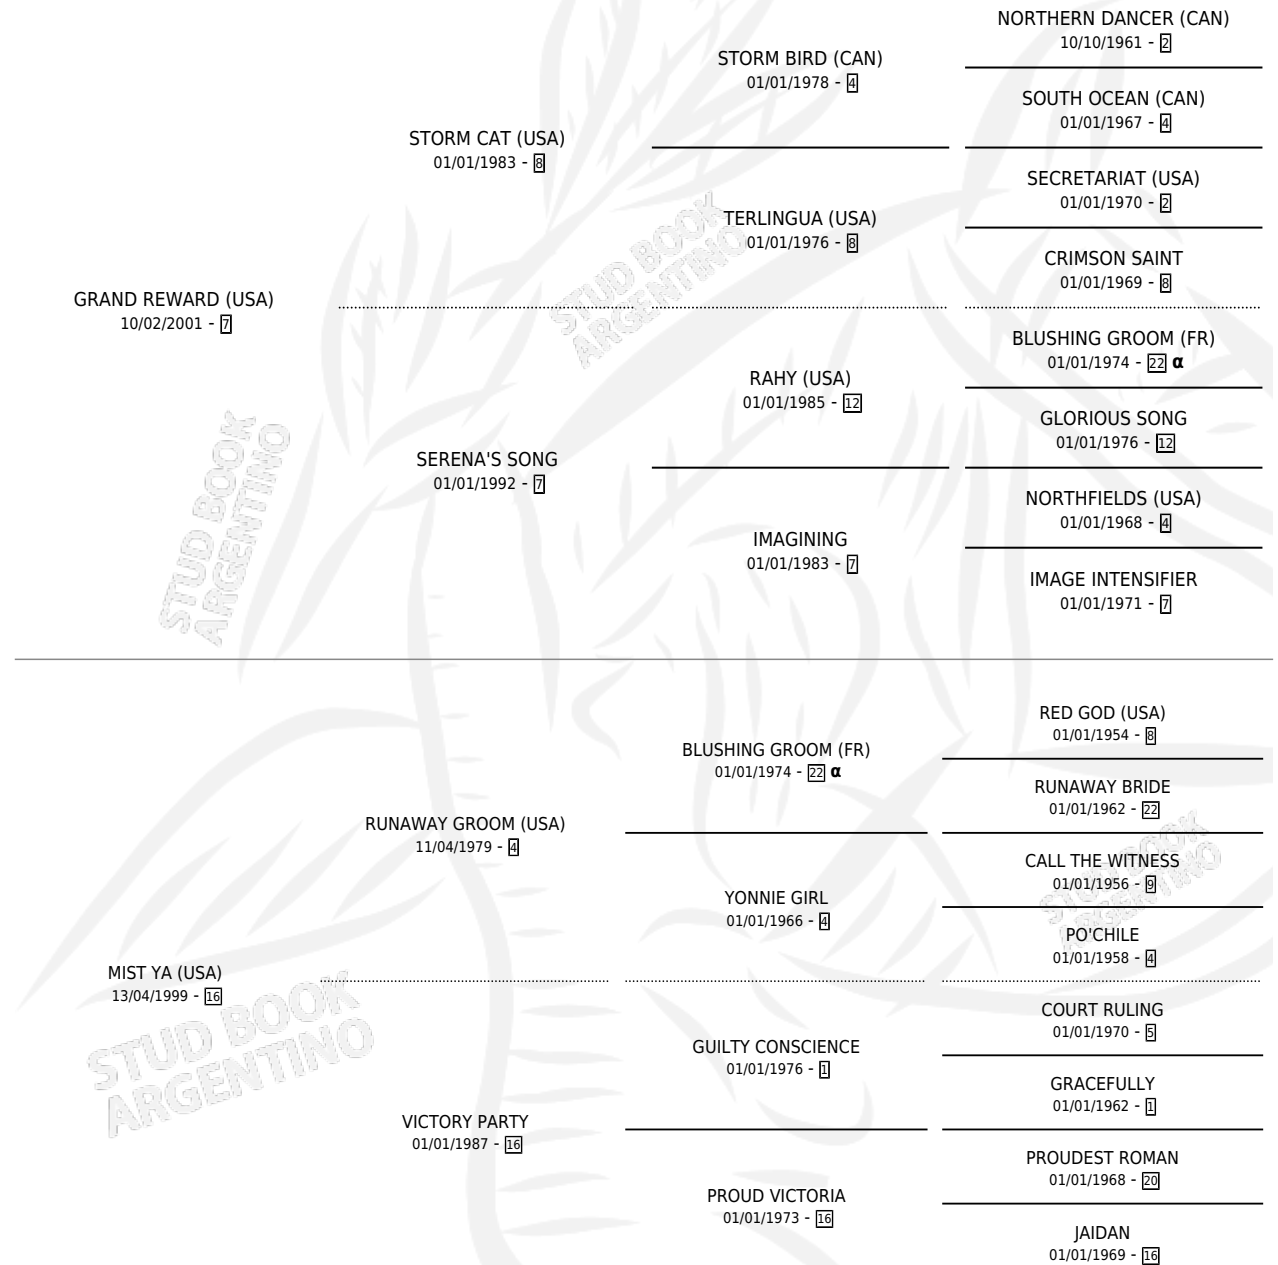 NORTHERN DANCER (CAN)
10/10/1961 - 2
STORM BIRD (CAN)
01/01/1978 - 4
SOUTH OCEAN (CAN)
01/01/1967 - 4
STORM CAT (USA)
01/01/1983 - 8
SECRETARIAT (USA)
01/01/1970 - 2
TERLINGUA (USA)
01/01/1976 - 8
CRIMSON SAINT
01/01/1969 - 8
GRAND REWARD (USA)
10/02/2001 - 7
BLUSHING GROOM (FR)
01/01/1974 - 22 α
RAHY (USA)
01/01/1985 - 12
GLORIOUS SONG
01/01/1976 - 12
SERENA'S SONG
01/01/1992 - 7
NORTHFIELDS (USA)
01/01/1968 - 4
IMAGINING
01/01/1983 - 7
IMAGE INTENSIFIER
01/01/1971 - 7
RED GOD (USA)
01/01/1954 - 8
BLUSHING GROOM (FR)
01/01/1974 - 22 α
RUNAWAY BRIDE
01/01/1962 - 22
RUNAWAY GROOM (USA)
11/04/1979 - 4
CALL THE WITNESS
01/01/1956 - 9
YONNIE GIRL
01/01/1966 - 4
PO'CHILE
01/01/1958 - 4
MIST YA (USA)
13/04/1999 - 16
COURT RULING
01/01/1970 - 5
GUILTY CONSCIENCE
01/01/1976 - 1
GRACEFULLY
01/01/1962 - 1
VICTORY PARTY
01/01/1987 - 16
PROUDEST ROMAN
01/01/1968 - 20
PROUD VICTORIA
01/01/1973 - 16
JAIDAN
01/01/1969 - 16
STUD BOOK
ARGENTINO
STUD BOOK
ARGENTINO
STUD BOOK
ARGENTINO
STUD BOOK
ARGENTINO